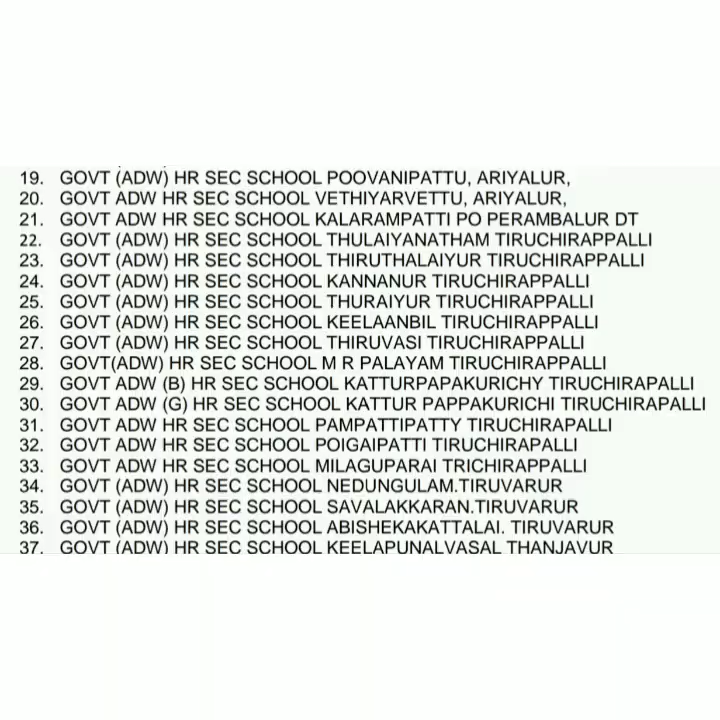 19. GOVT (ADW) HR SEC SCHOOL POOVANIPATTU, ARIYALUR,
20. GOVT ADW HR SEC SCHOOL VETHIYARVETTU, ARIYALUR,
21. GOVT ADW HR SEC SCHOOL KALARAMPATTI PO PERAMBALUR DT
22. GOVT (ADW) HR SEC SCHOOL THULAIYANATHAM TIRUCHIRAPPALLI
23. GOVT (ADW) HR SEC SCHOOL THIRUTHALAIYUR TIRUCHIRAPPALLI
24. GOVT (ADW) HR SEC SCHOOL KANNANUR TIRUCHIRAPPALLI
25. GOVT (ADW) HR SEC SCHOOL THURAIYUR TIRUCHIRAPPALLI
26. GOVT (ADW) HR SEC SCHOOL KEELAANBIL TIRUCHIRAPPALLI
27. GOVT (ADW) HR SEC SCHOOL THIRUVASI TIRUCHIRAPPALLI
28. GOVT(ADW) HR SEC SCHOOL M R PALAYAM TIRUCHIRAPPALLI
29. GOVT ADW (B) HR SEC SCHOOL KATTURPAPAKURICHY TIRUCHIRAPALLI
30. GOVT ADW (G) HR SEC SCHOOL KATTUR PAPPAKURICHI TIRUCHIRAPALLI
31. GOVT ADW HR SEC SCHOOL PAMPATTIPATTY TIRUCHIRAPALLI
32. GOVT ADW HR SEC SCHOOL POIGAIPATTI TIRUCHIRAPALLI
33. GOVT ADW HR SEC SCHOOL MILAGUPARAI TRICHIRAPPALLI
34. GOVT (ADW) HR SEC SCHOOL NEDUNGULAM.TIRUVARUR
35. GOVT (ADW) HR SEC SCHOOL SAVALAKKARAN.TIRUVARUR
36. GOVT (ADW) HR SEC SCHOOL ABISHEKAKATTALAI. TIRUVARUR
37. GOVT (ADW) HR SEC SCHOOL KEELAPUNALVASAL THANJAVUR